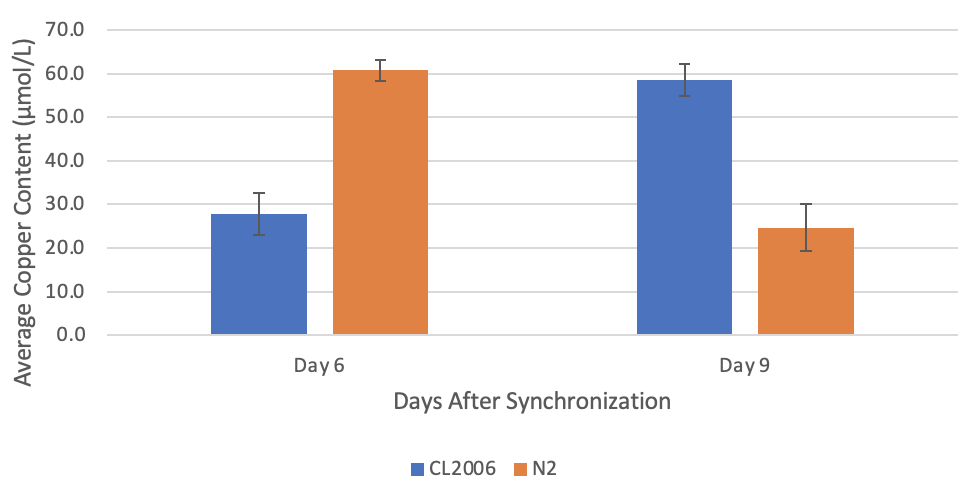 Average Copper Content (μmol/L)
70.0
60.0
50.0
40.0
30.0
20.0
10.0
0.0
Day 6
Day 9
Days After Synchronization
CL2006
N2